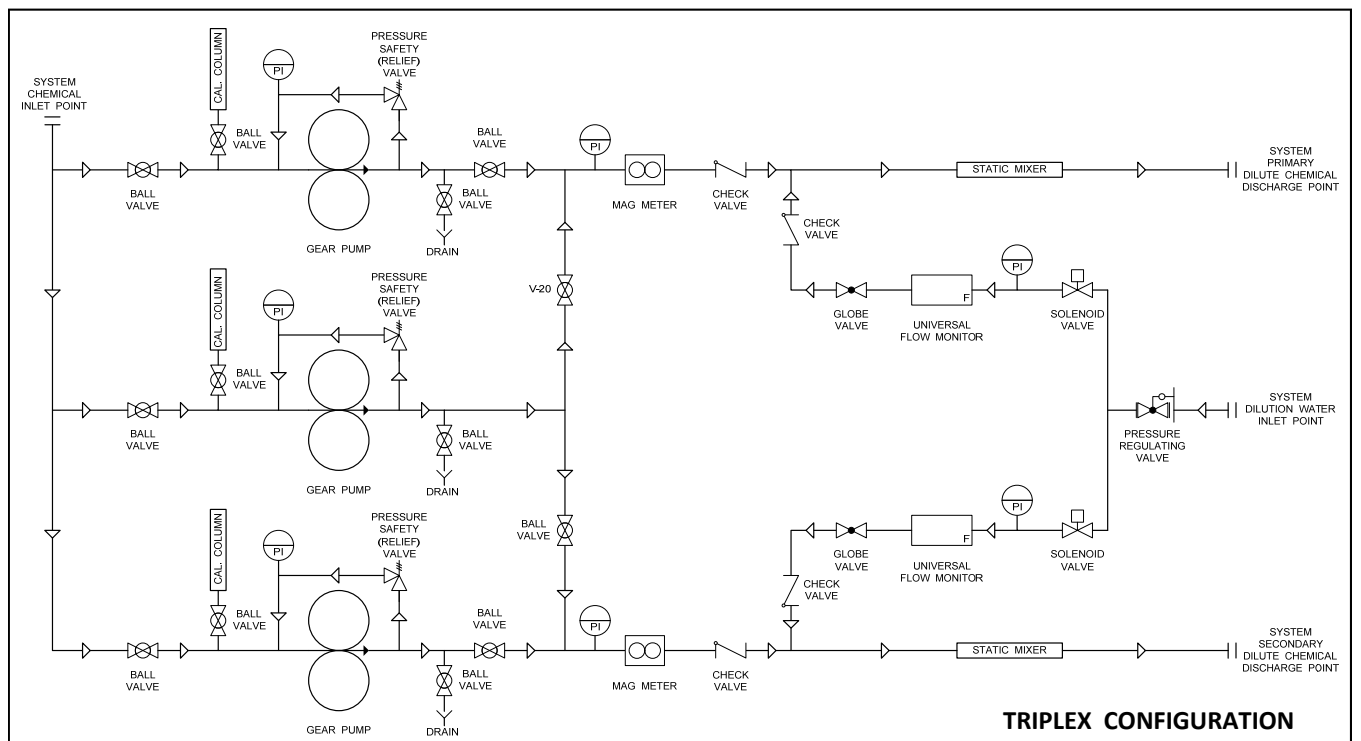 SYSTEM
CHEMICAL
INLET POINT
CAL. COLUMN
BALL
VALVE
PI
PRESSURE
SAFETY
(RELIEF)
VALVE
BALL
VALVE
GEAR PUMP
BALL
VALVE
BALL
VALVE
DRAIN
PI
MAG METER
CHECK
VALVE
STATIC MIXER
SYSTEM
PRIMARY
DILUTE CHEMICAL
DISCHARGE POINT
CHECK
VALVE
V-20
GLOBE
VALVE
UNIVERSAL
FLOW MONITOR
F
PI
SOLENOID
VALVE
CAL. COLUMN
BALL
VALVE
PI
PRESSURE
SAFETY
(RELIEF)
VALVE
BALL
VALVE
GEAR PUMP
BALL
VALVE
DRAIN
SYSTEM
DILUTION WATER
INLET POINT
PRESSURE
REGULATING
VALVE
CAL. COLUMN
BALL
VALVE
PI
PRESSURE
SAFETY
(RELIEF)
VALVE
BALL
VALVE
GLOBE
VALVE
UNIVERSAL
FLOW MONITOR
F
PI
SOLENOID
VALVE
CHECK
VALVE
BALL
VALVE
GEAR PUMP
BALL
VALVE
BALL
VALVE
DRAIN
PI
MAG METER
CHECK
VALVE
STATIC MIXER
SYSTEM
SECONDARY
DILUTE CHEMICAL
DISCHARGE POINT
TRIPLEX CONFIGURATION